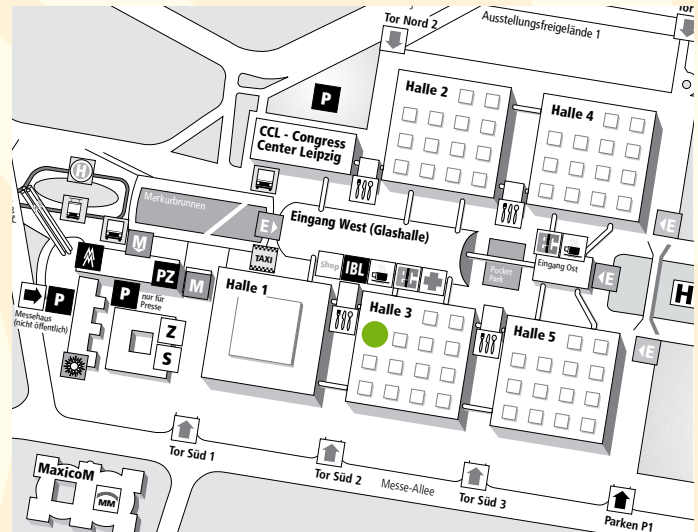 Tor Nord 2
Ausstellungsfreigelände 1
Tor
P
Halle 2
Halle 4
CCL - Congress
Center Leipzig
H
Merkurbrunnen
E
Eingang West (Glashalle)
E
M
TAXI
Shop
IBL
Pocket
Park
Eingang Ost
E
PZ
M
Halle 1
H
P
P
nur für
Presse
Messehaus
(nicht öffentlich)
Halle 3
Z
S
Halle 5
E
Tor Süd 1
Tor Süd 2
Messe-Allee
Tor Süd 3
Parken P1
MaxicoM
MM